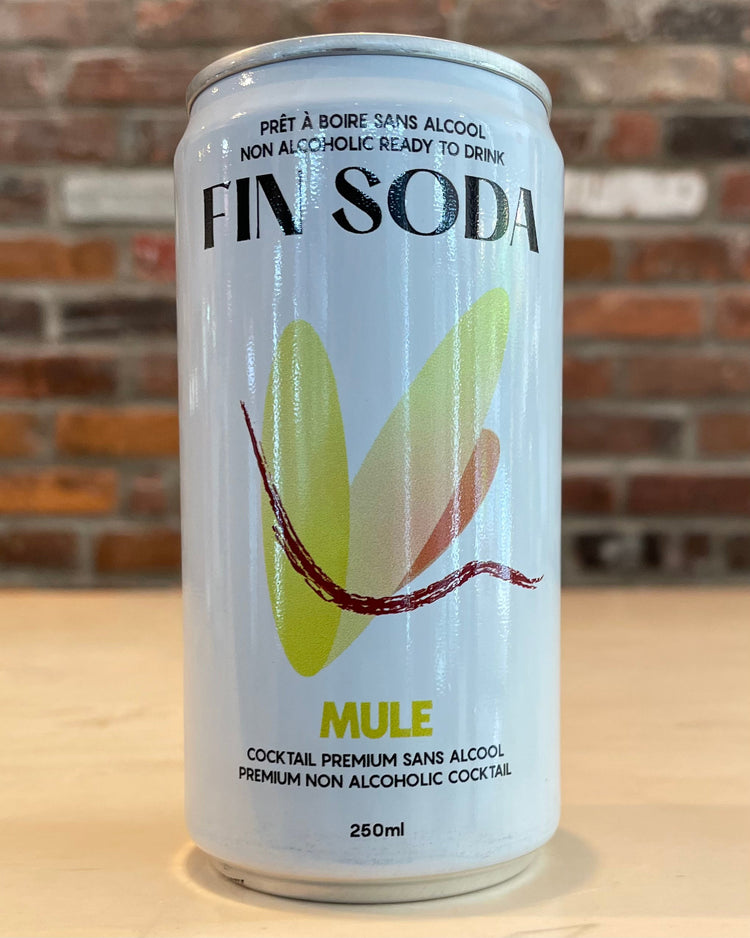 PRÊT À BOIRE SANS ALCOOL
NON ALCOHOLIC READY TO DRINK
FIN SODA
MULE
COCKTAIL PREMIUM SANS ALCOOL
PREMIUM NON ALCOHOLIC COCKTAIL
250ml